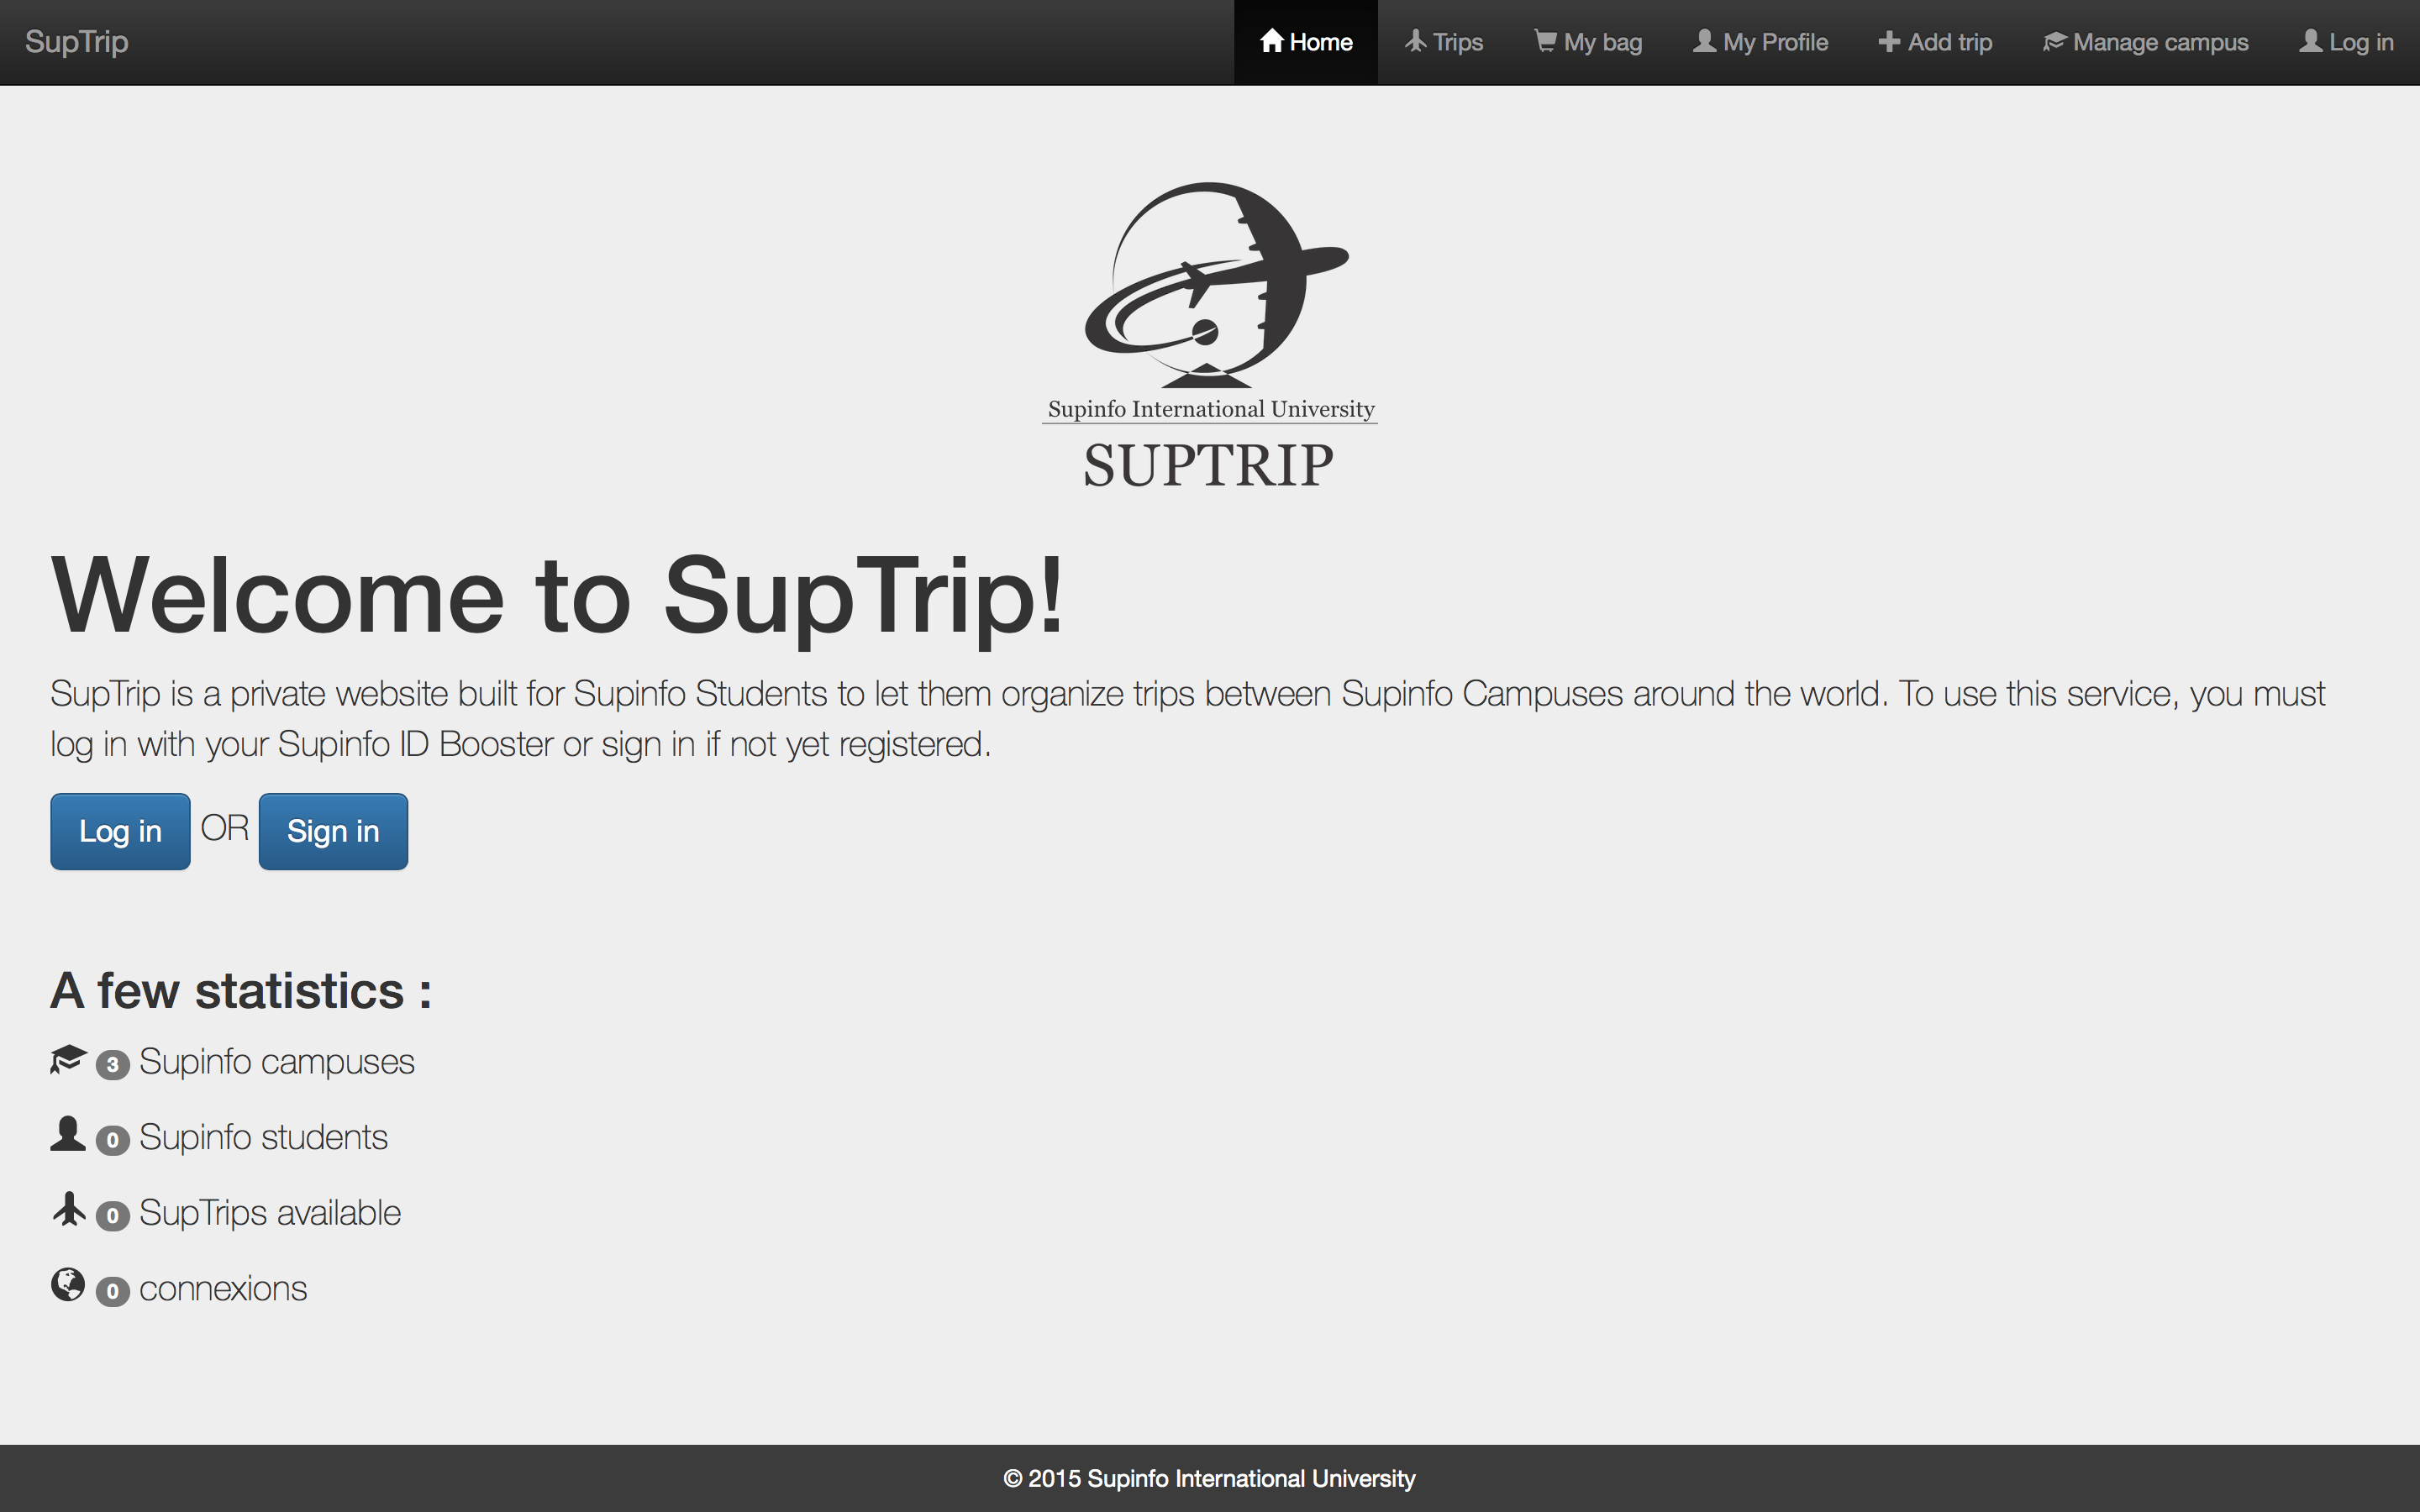 SupTrip Home Trips My bag My Profile Add trip Manage campus Log in
Supinfo International University
SUPTRIP
Welcome to SupTrip!
SupTrip is a private website built for Supinfo Students to let them organize trips between Supinfo Campuses around the world. To use this service, you must
log in with your Supinfo ID Booster or sign in if not yet registered.
Log in OR Sign in
A few statistics :
3 Supinfo campuses
0 Supinfo students
0 SupTrips available
0 connexions
© 2015 Supinfo International University